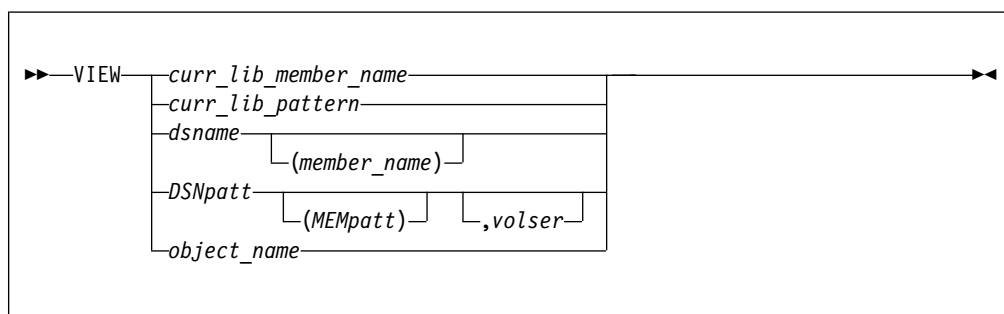 VIEW curr_lib_member_name
curr_lib_pattern
dsname
(member_name)
DSNpatt
(MEMpatt) ,volser
object_name